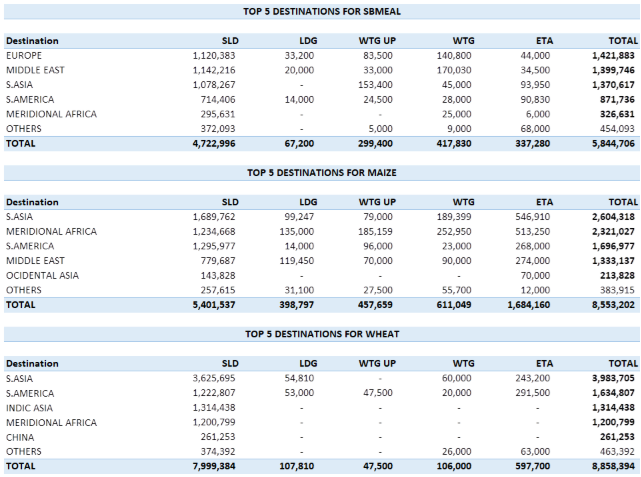 TOP 5 DESTINATIONS FOR SBMEAL
Destination SLD LDG WTG UP WTG ETA TOTAL
EUROPE 1,120,383 33,200 83,500 140,800 44,000 1,421,883
MIDDLE EAST 1,142,216 20,000 33,000 170,030 34,500 1,399,746
S.ASIA 1,078,267 - 153,400 45,000 93,950 1,370,617
S.AMERICA 714,406 14,000 24,500 28,000 90,830 871,736
MERIDIONAL AFRICA 295,631 - - 25,000 6,000 326,631
OTHERS 372,093 5,000 9,000 68,000 454,093
TOTAL 4,722,996 67,200 299,400 417,830 337,280 5,844,706
TOP 5 DESTINATIONS FOR MAIZE
Destination SLD LDG WTG UP WTG ETA TOTAL
S.ASIA 1,689,762 99,247 79,000 189,399 546,910 2,604,318
MERIDIONAL AFRICA 1,234,668 135,000 185,159 252,950 513,250 2,321,027
S.AMERICA 1,295,977 14,000 96,000 23,000 268,000 1,696,977
MIDDLE EAST 779,687 119,450 70,000 90,000 274,000 1,333,137
OCIDENTAL ASIA 143,828 - - - 70,000 213,828
OTHERS 257,615 31,100 27,500 55,700 12,000 383,915
TOTAL 5,401,537 398,797 457,659 611,049 1,684,160 8,553,202
TOP 5 DESTINATIONS FOR WHEAT
Destination SLD LDG WTG UP WTG ETA TOTAL
S.ASIA 3,625,695 54,810 - 60,000 243,200 3,983,705
S.AMERICA 1,222,807 53,000 47,500 20,000 291,500 1,634,807
INDIC ASIA 1,314,438 - - - - 1,314,438
MERIDIONAL AFRICA 1,200,799 - - - - 1,200,799
CHINA 261,253 - - - - 261,253
OTHERS 374,392 - - 26,000 63,000 463,392
TOTAL 7,999,384 107,810 47,500 106,000 597,700 8,858,394